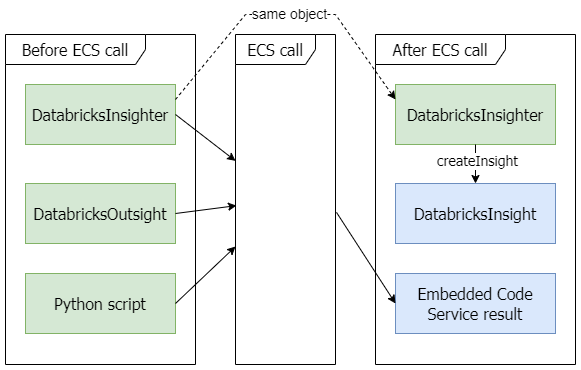 same object
Before ECS call
ECS call
After ECS call
DatabricksInsighter
DatabricksInsighter
createInsight
DatabricksOutsight
DatabricksInsight
Python script
Embedded Code
Service result